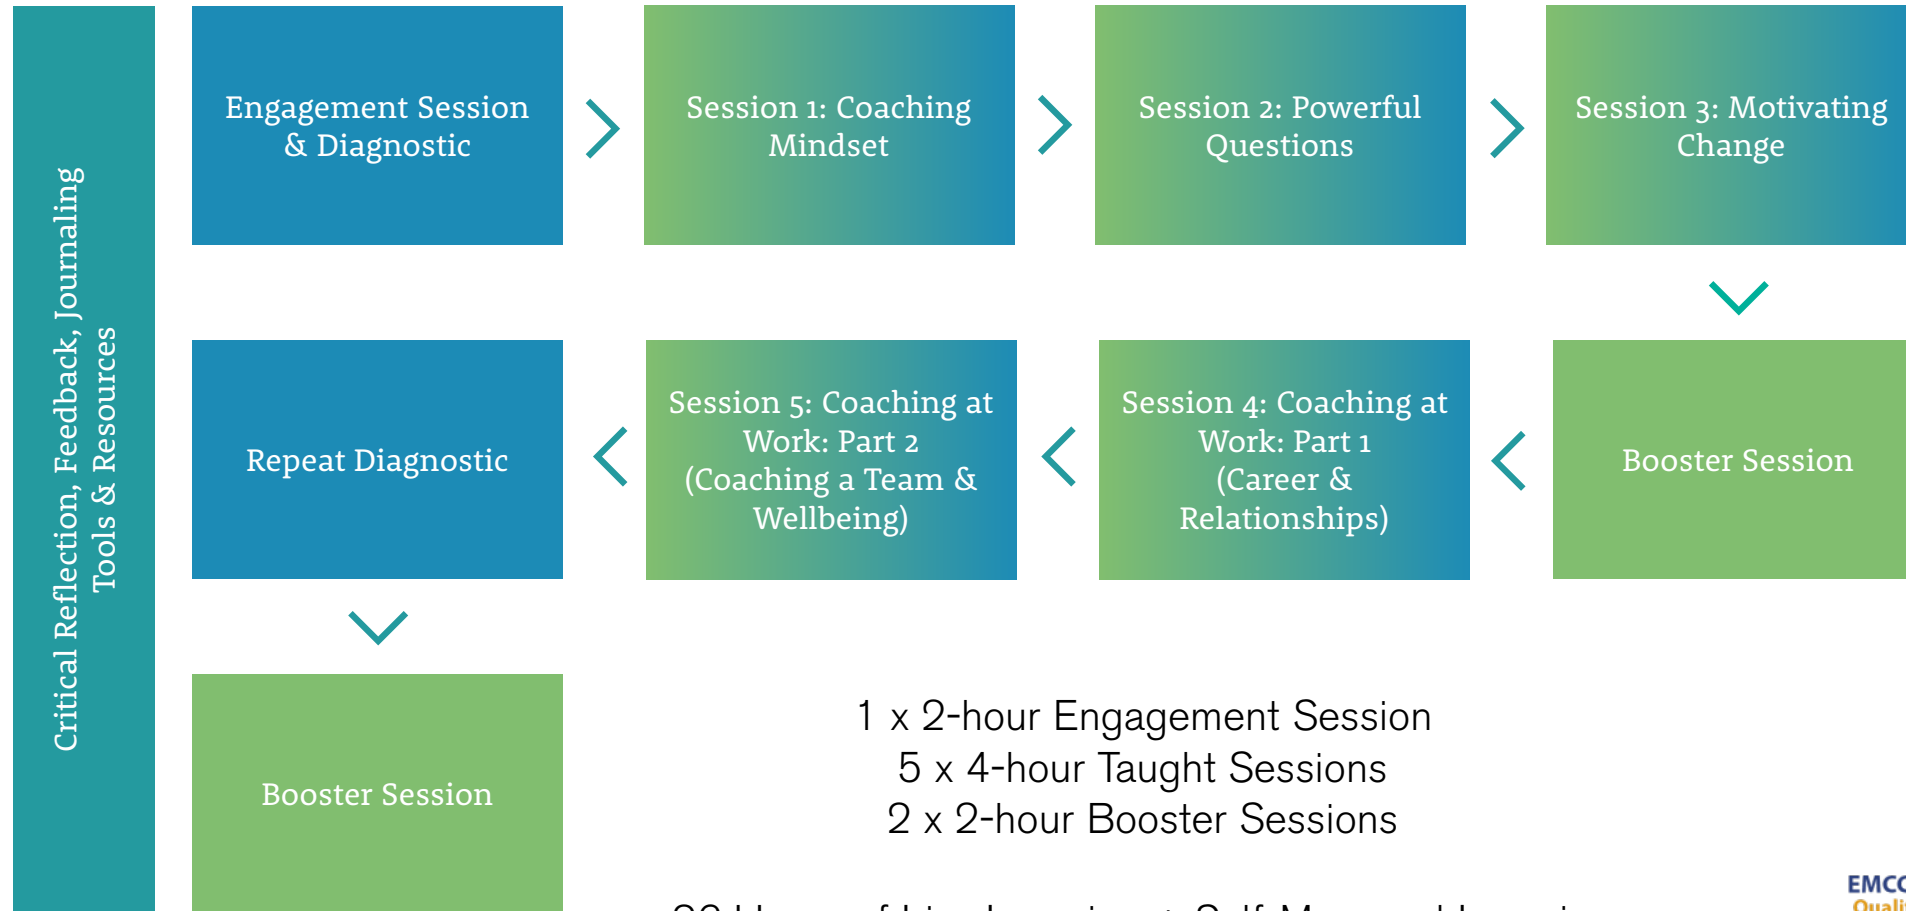 Critical Reflection, Feedback, Journaling
Tools & Resources
Engagement Session
& Diagnostic
Session 1: Coaching
Mindset
Session 2: Powerful
Questions
Session 3: Motivating
Change
Booster Session
Session 4: Coaching at
Work: Part 1
(Career &
Relationships)
Session 5: Coaching at
Work: Part 2
(Coaching a Team &
Wellbeing)
Repeat Diagnostic
Booster Session
1 x 2-hour Engagement Session
5 x 4-hour Taught Sessions
2 x 2-hour Booster Sessions